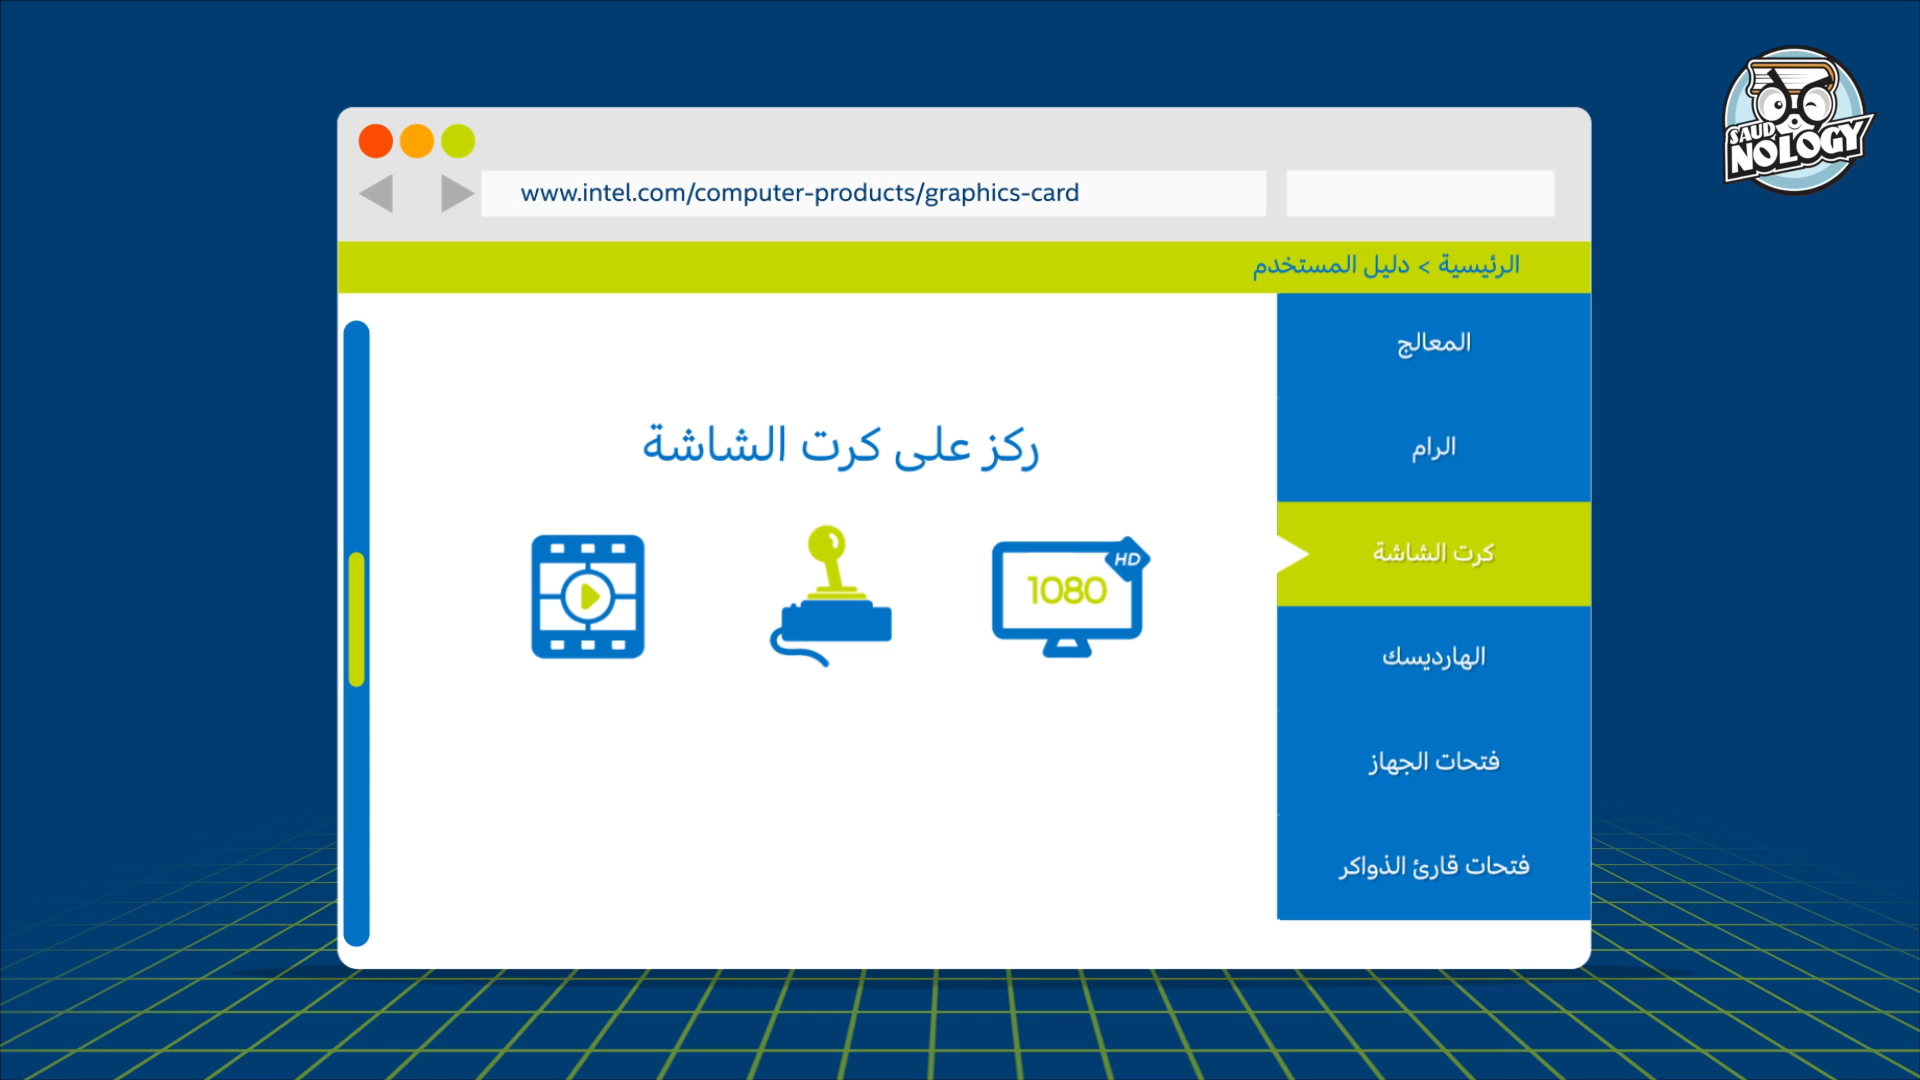 SAUD
NOLOGY
www.intel.com/computer-products/graphics-card
الرئيسية > دليل المستخدم
المعالج
الرام
كرت الشاشة
الهارديسك
فتحات الجهاز
فتحات قارئ الذواكر
ركز على كرت الشاشة
HD
1080